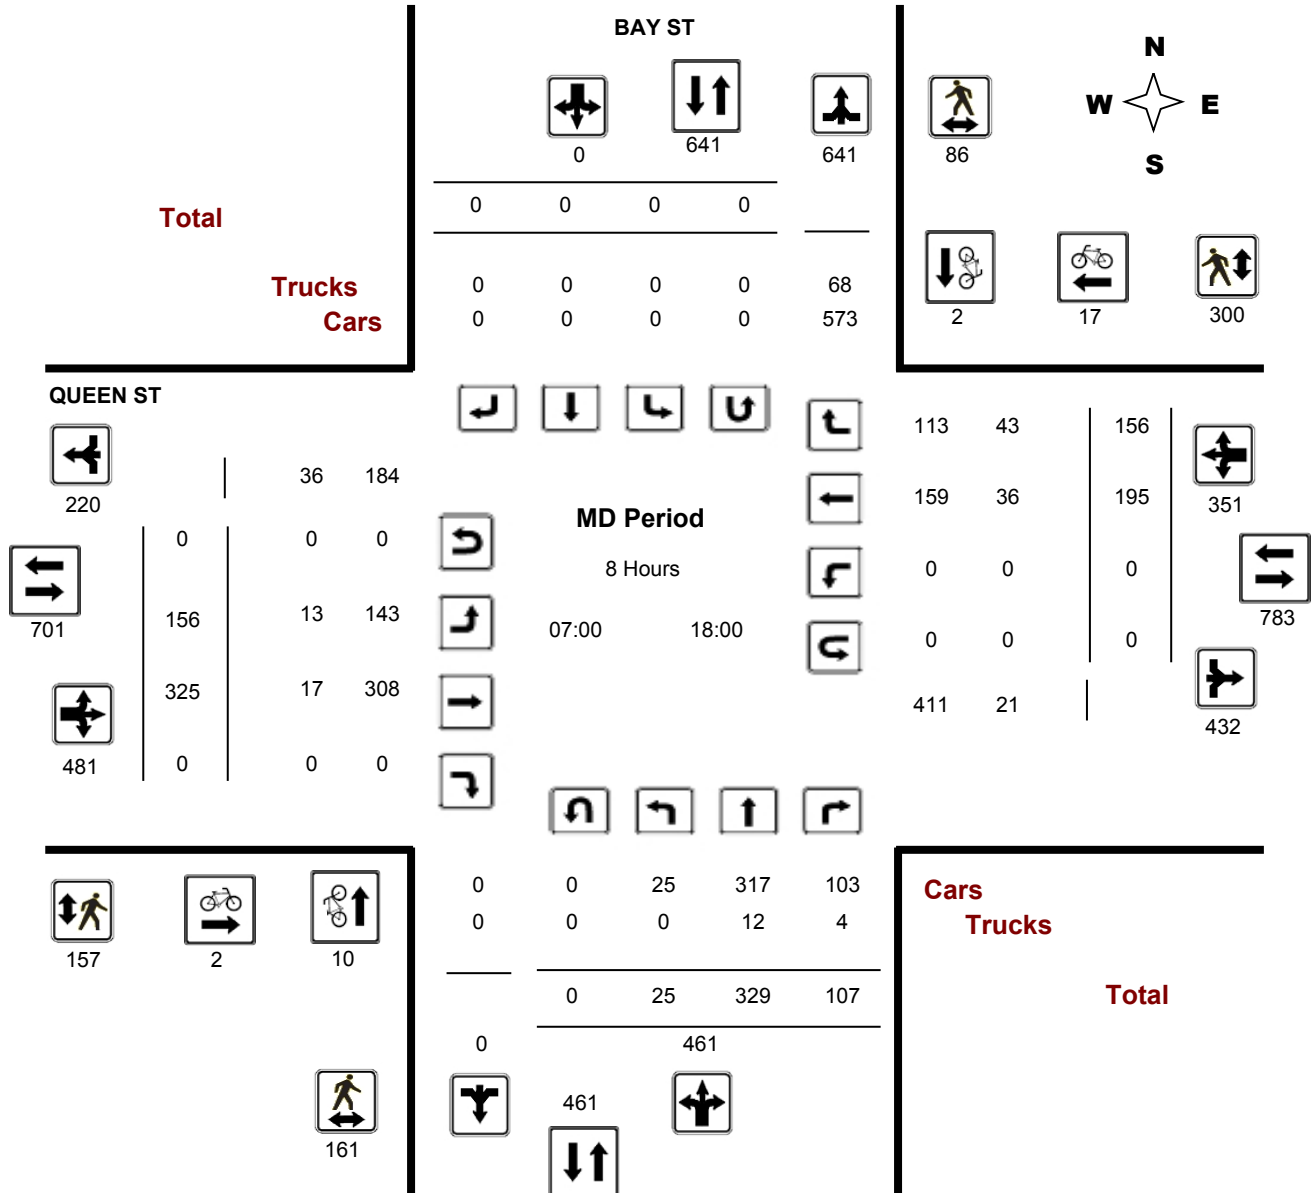 BAY ST
N
W E
S
0 641 641 86
0 0 0 0
Total
Trucks 0 0 0 0 68
Cars 0 0 0 0 573
2 17 300
QUEEN ST
113 43 156
36 184
220
159 36 195 351
MD Period
0 0 0
8 Hours
0 0 0
701
156 13 143
07:00 18:00
783
0 0 0
325 17 308
411 21
432
481 0 0 0
0 0 25 317 103
Cars
0 0 0 12 4
Trucks
157 2 10
0 25 329 107
Total
0 461
461
161